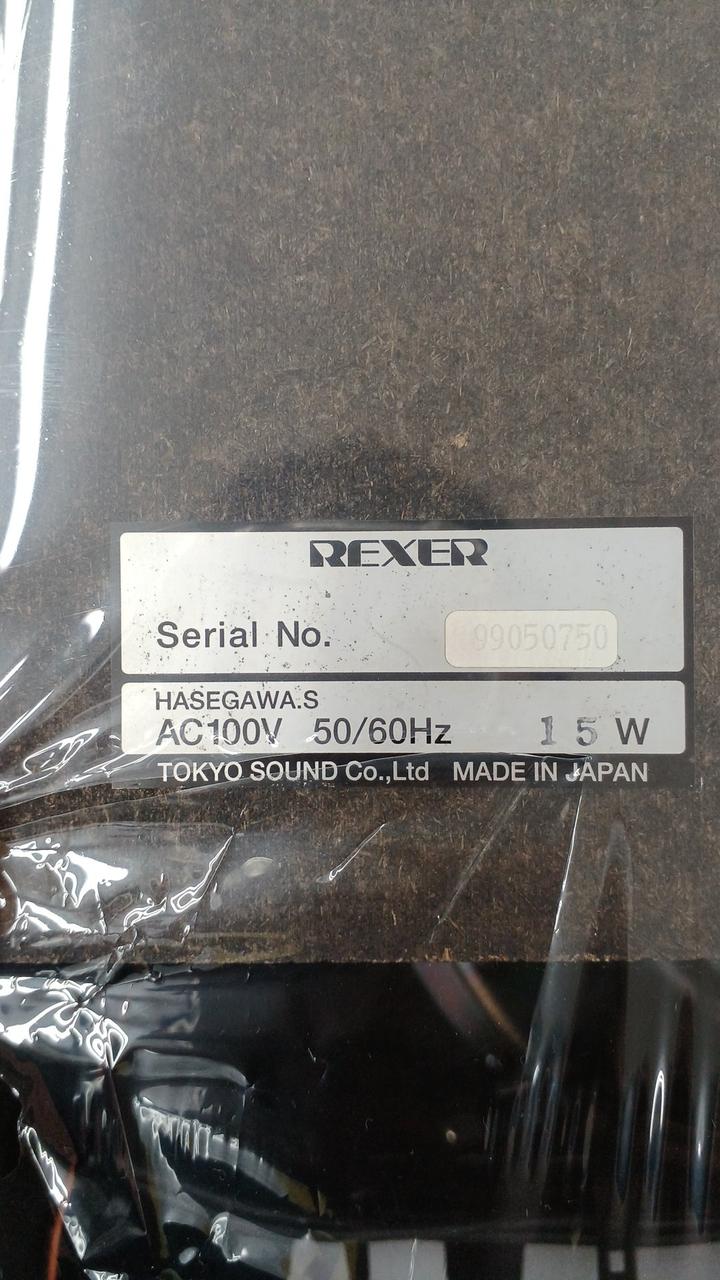 REXER
Serial No. 99050750
HASEGAWA.S
AC100V 50/60Hz 15W
TOKYO SOUND Co.,Ltd MADE IN JAPAN